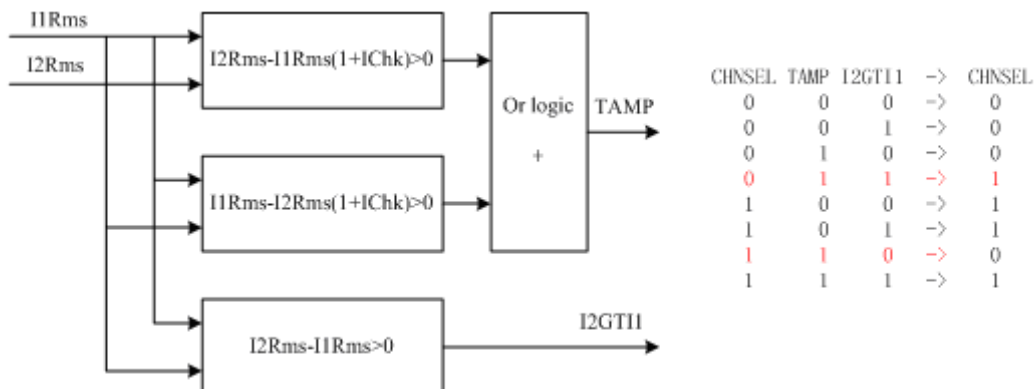 I1Rms
I2Rms
I2Rms-I1Rms(1+IChk)>0
Or logic
+
TAMP
I1Rms-I2Rms(1+IChk)>0
I2Rms-I1Rms>0
I2GTI1
CHNSEL TAMP I2GTI1 -> CHNSEL
0 0 0 -> 0
0 0 1 -> 0
0 1 0 -> 0
0 1 1 -> 1
1 0 0 -> 1
1 0 1 -> 1
1 1 0 -> 0
1 1 1 -> 1